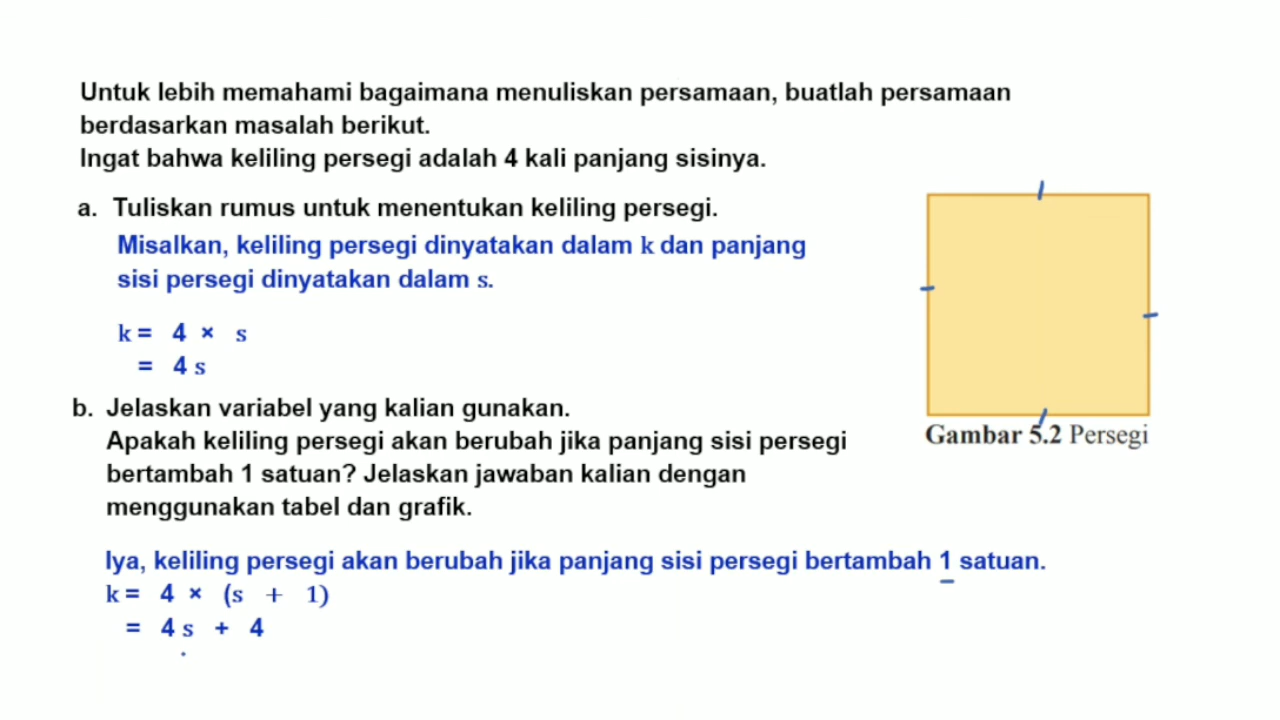 Untuk lebih memahami bagaimana menuliskan persamaan, buatlah persamaan
berdasarkan masalah berikut.
Ingat bahwa keliling persegi adalah 4 kali panjang sisinya.
a. Tuliskan rumus untuk menentukan keliling persegi.
Misalkan, keliling persegi dinyatakan dalam k dan panjang
sisi persegi dinyatakan dalam s.
k = 4 × s
= 4 s
b. Jelaskan variabel yang kalian gunakan.
Apakah keliling persegi akan berubah jika panjang sisi persegi
bertambah 1 satuan? Jelaskan jawaban kalian dengan
menggunakan tabel dan grafik.
Iya, keliling persegi akan berubah jika panjang sisi persegi bertambah 1 satuan.
k = 4 × (s + 1)
= 4 s + 4
Gambar 5.2 Persegi